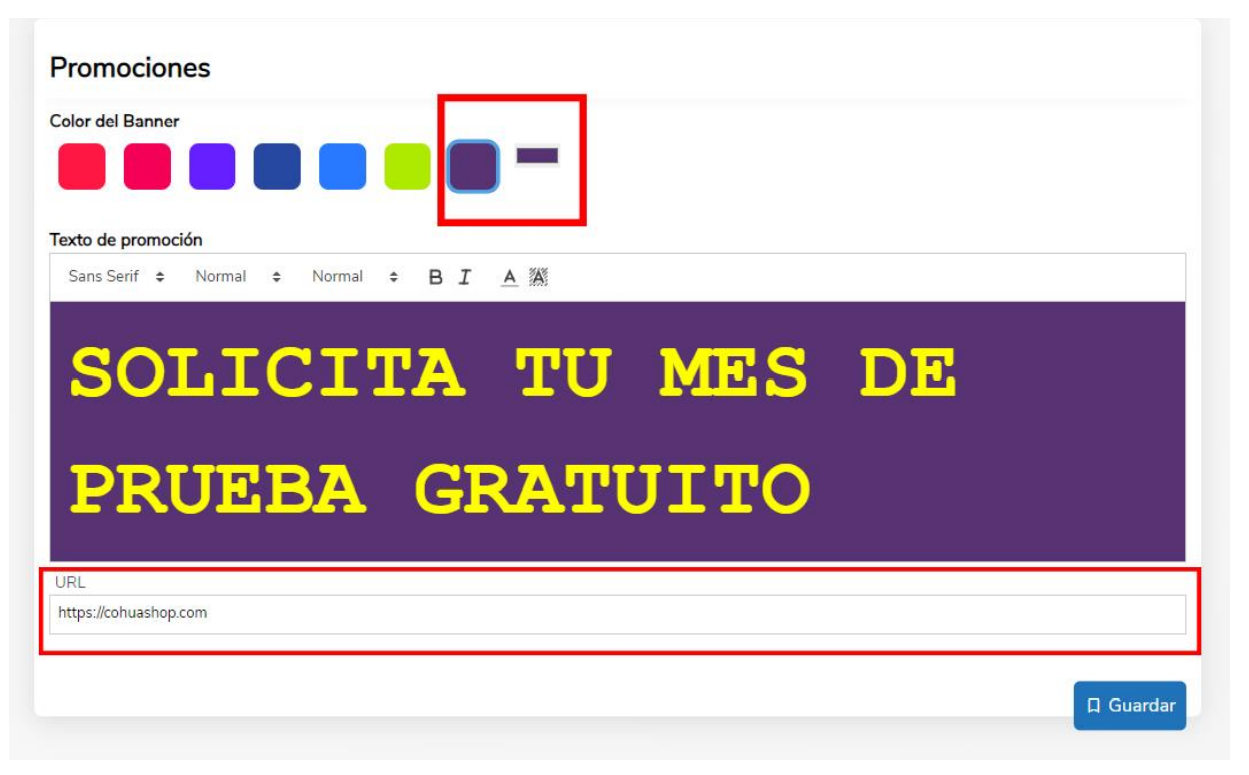 Promociones
Color del Banner
Texto de promoción
Sans Serif Normal Normal B I A A
SOLICITA TU MES DE
PRUEBA GRATUITO
URL
https://cohuashop.com
Guardar